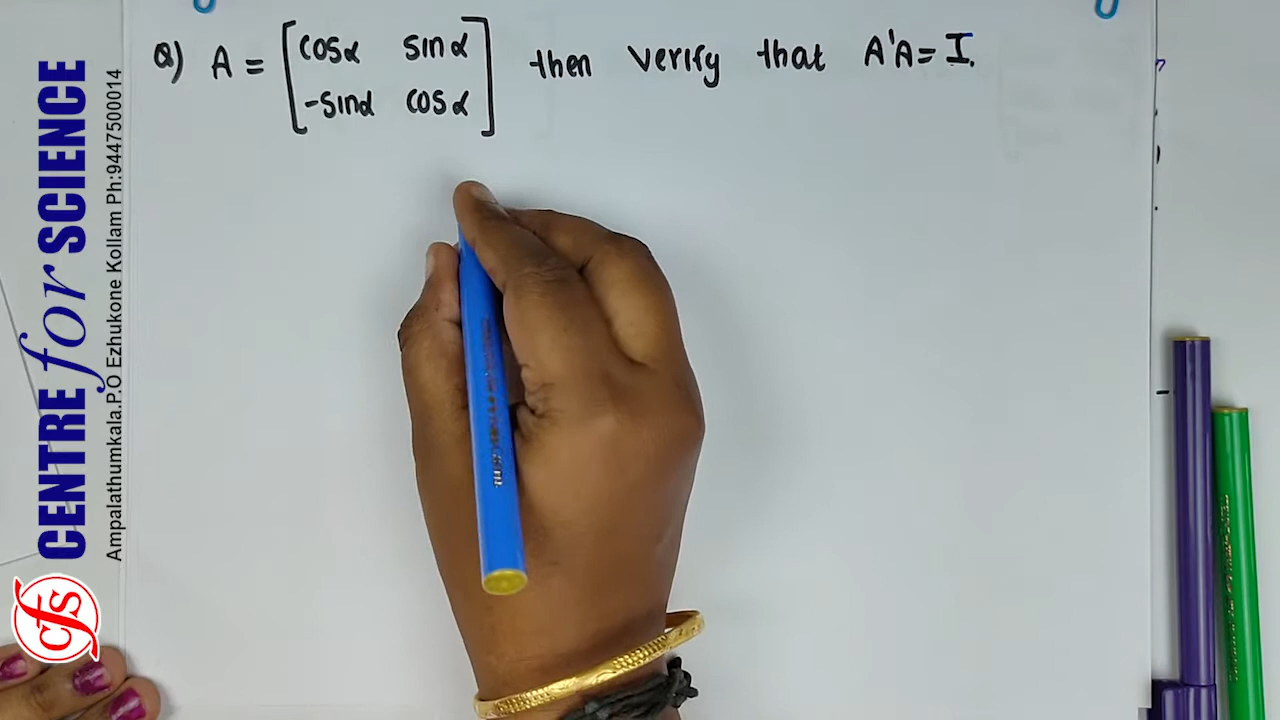 Q) A = [cosα sinα] then verify that A'A = I.
[-sinα cosα]
CENTRE for SCIENCE
Ampalathumkala.P.O Ezhukone Kollam Ph:9447500014
cfs